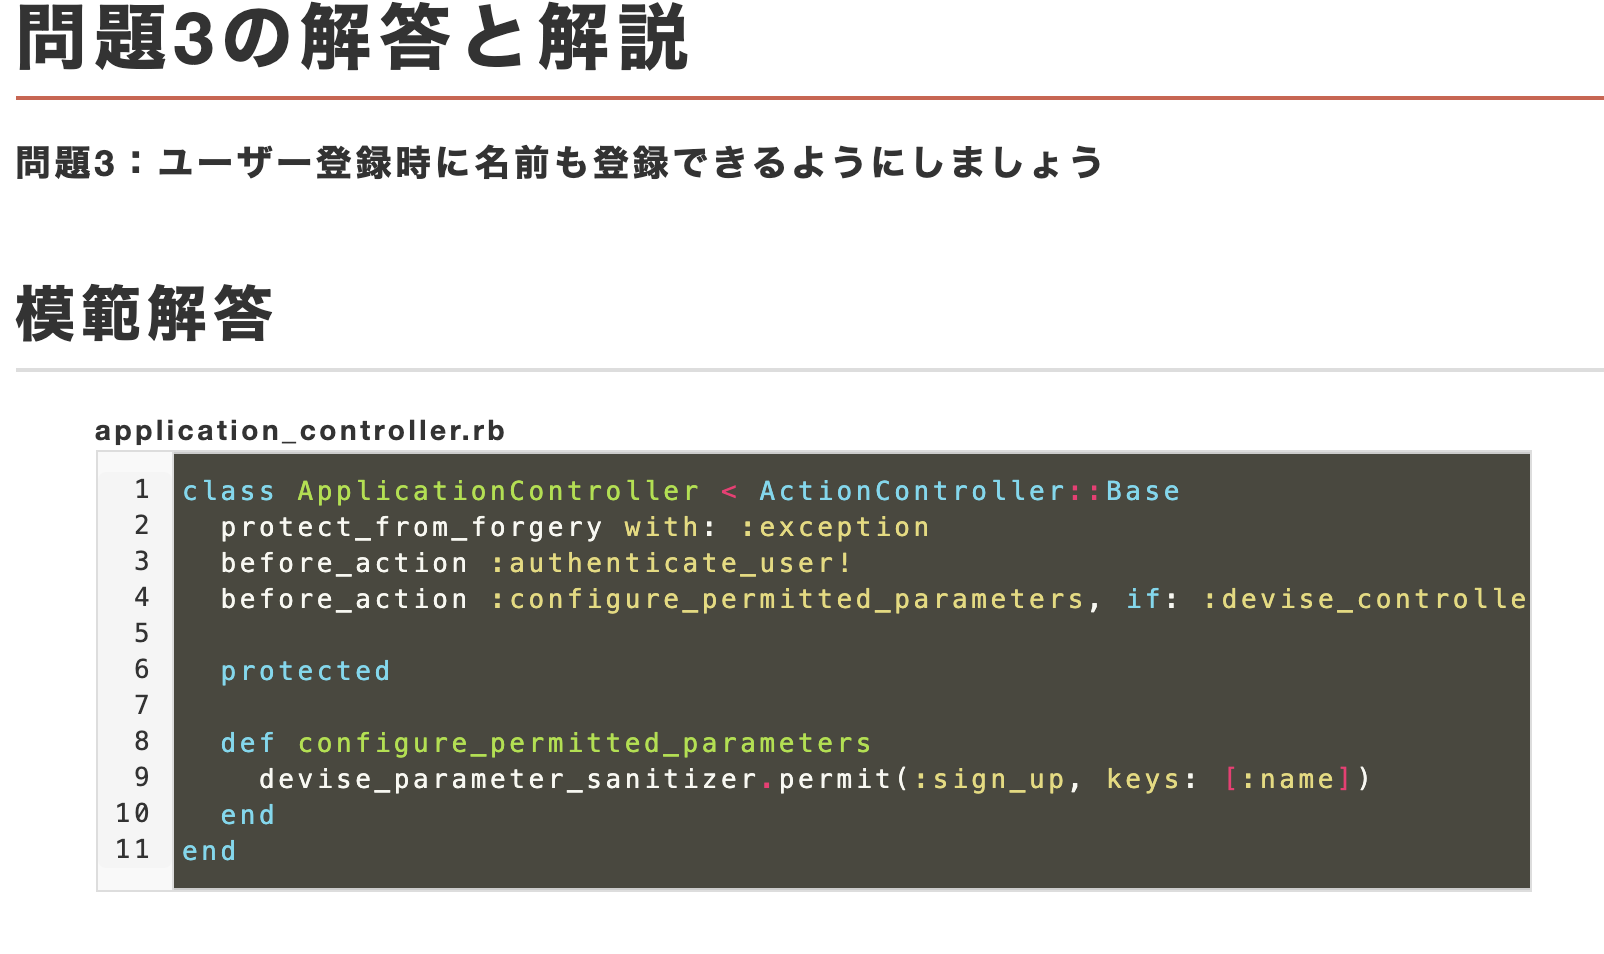 問題3の解答と解説
問題3：ユーザー登録時に名前も登録できるようにしましょう
模範解答
application_controller.rb
1 class ApplicationController < ActionController::Base
2   protect_from_forgery with: :exception
3   before_action :authenticate_user!
4   before_action :configure_permitted_parameters, if: :devise_controlle
5
6   protected
7
8   def configure_permitted_parameters
9     devise_parameter_sanitizer.permit(:sign_up, keys: [:name])
10   end
11 end